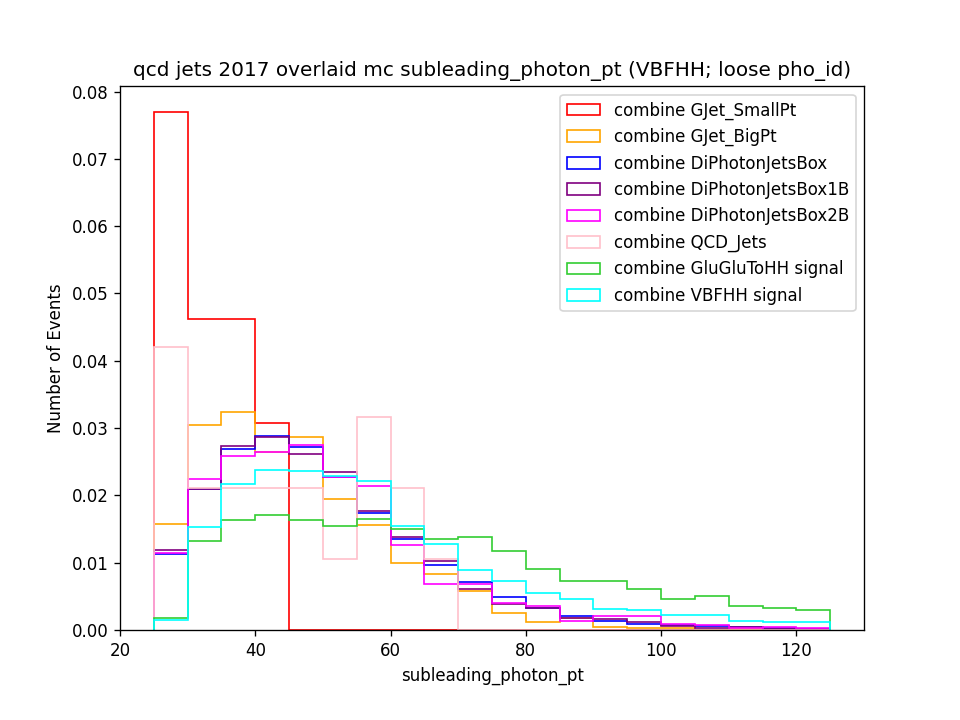 qcd jets 2017 overlaid mc subleading_photon_pt (VBFHH; loose pho_id)
0.08
0.07
0.06
0.05
0.04
0.03
0.02
0.01
0.00
Number of Events
combine GJet_SmallPt
combine GJet_BigPt
combine DiPhotonJetsBox
combine DiPhotonJetsBox1B
combine DiPhotonJetsBox2B
combine QCD_Jets
combine GluGluToHH signal
combine VBFHH signal
20 40 60 80 100 120
subleading_photon_pt